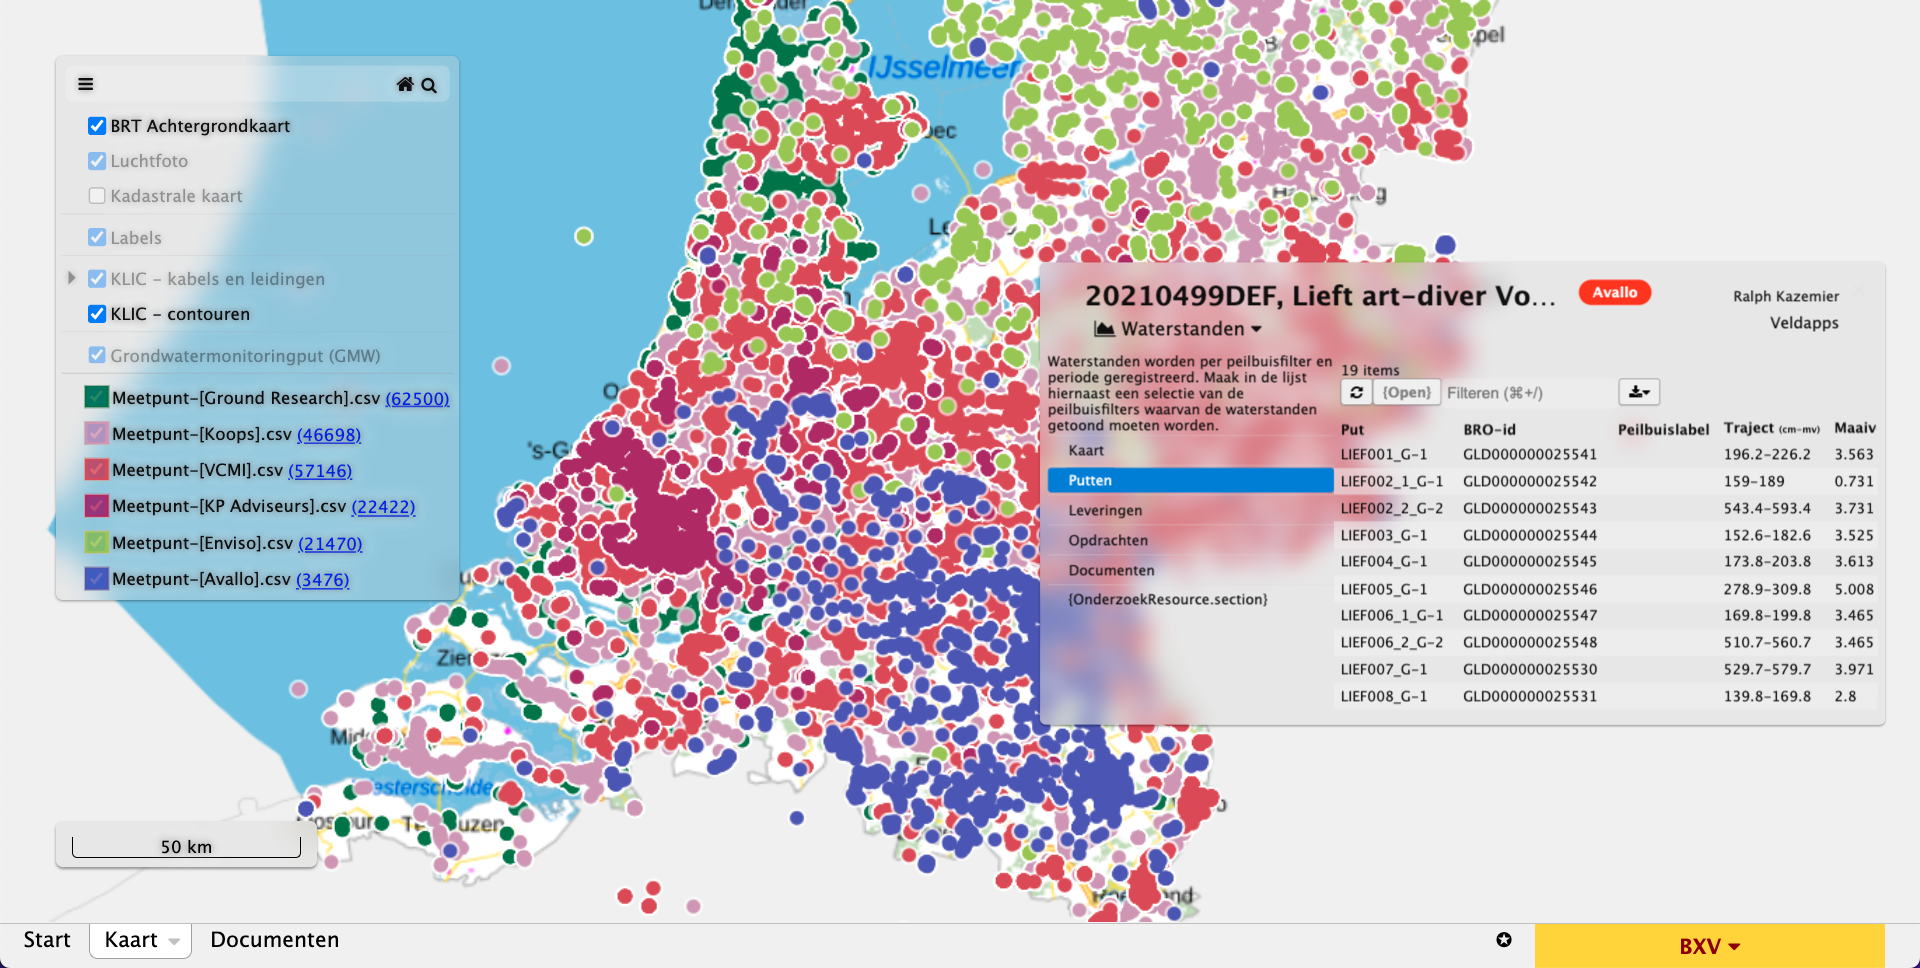 IJsselmeer
BRT Achtergrondkaart
Luchtfoto
Kadastrale kaart
Labels
KLIC - kabels en leidingen
KLIC - contouren
Grondwatermonitoringput (GMW)
Meetpunt-[Ground Research].csv (62500)
Meetpunt-[Koops].csv (46698)
Meetpunt-[VCMI].csv (57146)
Meetpunt-[KP Adviseurs].csv (22422)
Meetpunt-[Enviso].csv (21470)
Meetpunt-[Avallo].csv (3476)
50 km
20210499DEF, Lieft art-diver Vo...
Avallo
Ralph Kazemier
Veldapps
Waterstanden
Waterstanden worden per peilbuisfilter en
periode geregistreerd. Maak in de lijst
hiernaast een selectie van de
peilbuisfilters waarvan de waterstanden
getoond moeten worden.
Kaart
Putten
Leveringen
Opdrachten
Documenten
{OnderzoekResource.section}
19 items
{Open} Filteren (⌘+/)
Put BRO-id Peilbuislabel Traject (cm-mv) Maaiv
LIEF001_G-1 GLD000000025541 196.2-226.2 3.563
LIEF002_1_G-1 GLD000000025542 159-189 0.731
LIEF002_2_G-2 GLD000000025543 543.4-593.4 3.731
LIEF003_G-1 GLD000000025544 152.6-182.6 3.525
LIEF004_G-1 GLD000000025545 173.8-203.8 3.613
LIEF005_G-1 GLD000000025546 278.9-309.8 5.008
LIEF006_1_G-1 GLD000000025547 169.8-199.8 3.465
LIEF006_2_G-2 GLD000000025548 510.7-560.7 3.465
LIEF007_G-1 GLD000000025530 529.7-579.7 3.971
LIEF008_G-1 GLD000000025531 139.8-169.8 2.8
Start Kaart Documenten
BXV